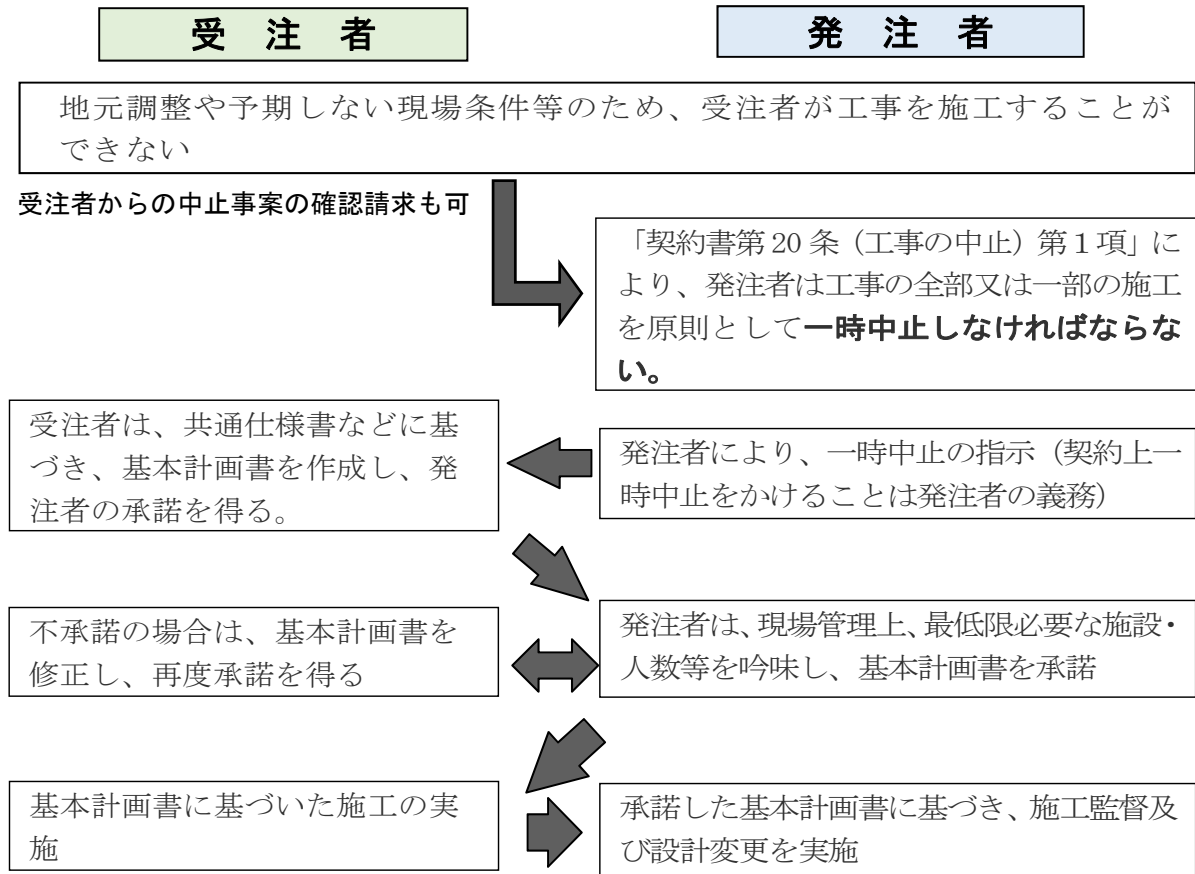 受 注 者
発 注 者
地元調整や予期しない現場条件等のため、受注者が工事を施工することが
できない
受注者からの中止事案の確認請求も可
「契約書第 20 条（工事の中止）第１項」に
より、発注者は工事の全部又は一部の施工
を原則として一時中止しなければならな
い。
受注者は、共通仕様書などに基
づき、基本計画書を作成し、発
注者の承諾を得る。
発注者により、一時中止の指示（契約上一
時中止をかけることは発注者の義務）
不承諾の場合は、基本計画書を
修正し、再度承諾を得る
発注者は、現場管理上、最低限必要な施設・
人数等を吟味し、基本計画書を承諾
基本計画書に基づいた施工の実
施
承諾した基本計画書に基づき、施工監督及
び設計変更を実施